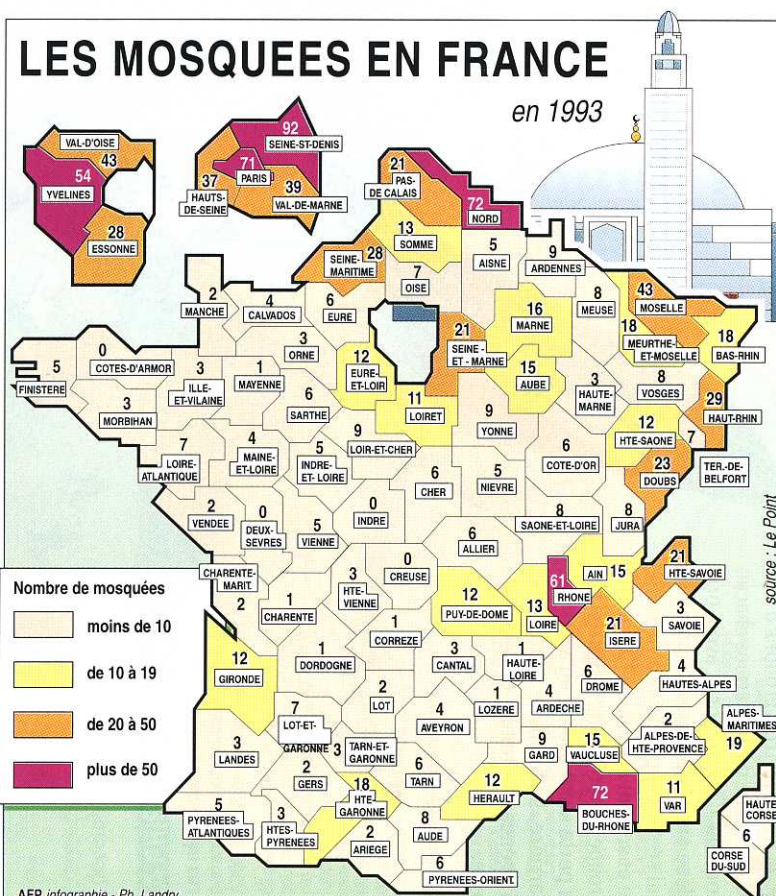 LES MOSQUEES EN FRANCE
en 1993
VAL-D'OISE
43
54
YVELINES
28
ESSONNE
92
SEINE-ST-DENIS
71
PARIS
37
HAUTS-
DE-SEINE
39
VAL-DE-MARNE
21
PAS-
DE CALAIS
72
NORD
13
SOMME
SEINE-
MARITIME
28
7
OISE
5
AISNE
9
ARDENNES
2
MANCHE
4
CALVADOS
6
EURE
3
ORNE
12
EURE-
ET-LOIR
21
SEINE
ET - MARNE
16
MARNE
8
MEUSE
43
MOSELLE
18
MEURTHE-
ET-MOSELLE
18
BAS-RHIN
0
COTES-D'ARMOR
5
FINISTERE
3
ILLE-
ET-VILAINE
1
MAYENNE
3
MORBIHAN
6
SARTHE
11
LOIRET
15
AUBE
3
HAUTE-
MARNE
8
VOSGES
29
HAUT-RHIN
9
YONNE
12
HTE-SAONE
7
TER.-DE-
BELFORT
7
LOIRE-
ATLANTIQUE
4
MAINE-
ET-LOIRE
5
INDRE-
ET- LOIRE
9
LOIR-ET-CHER
6
CHER
5
NIEVRE
6
COTE-D'OR
23
DOUBS
2
VENDEE
0
DEUX-
SEVRES
5
VIENNE
0
INDRE
8
SAONE-ET-LOIRE
8
JURA
6
ALLIER
CHARENTE-
MARIT.
2
1
CHARENTE
3
HTE-
VIENNE
0
CREUSE
12
PUY-DE-DOME
13
LOIRE
61
RHONE
AIN
15
21
HTE-SAVOIE
3
SAVOIE
21
ISERE
source : Le Point
Nombre de mosquées
moins de 10
de 10 à 19
de 20 à 50
plus de 50
12
GIRONDE
1
DORDOGNE
1
CORREZE
3
CANTAL
1
HAUTE-
LOIRE
6
DROME
4
HAUTES-ALPES
2
LOT
1
LOZERE
4
ARDECHE
4
AVEYRON
7
LOT-ET-
GARONNE
3
TARN-ET-
GARONNE
3
LANDES
2
GERS
6
TARN
9
GARD
15
VAUCLUSE
2
ALPES-DE-
HTE-PROVENCE
ALPES-
MARITIMES
19
18
HTE
GARONNE
12
HERAULT
72
BOUCHES-
DU-RHONE
11
VAR
5
PYRENEES-
ATLANTIQUES
3
HTES-
PYRENEES
2
ARIEGE
8
AUDE
6
PYRENEES-ORIENT.
HAUTE
CORSE
6
CORSE
DU-SUD
AFP infographie - Ph. Landry